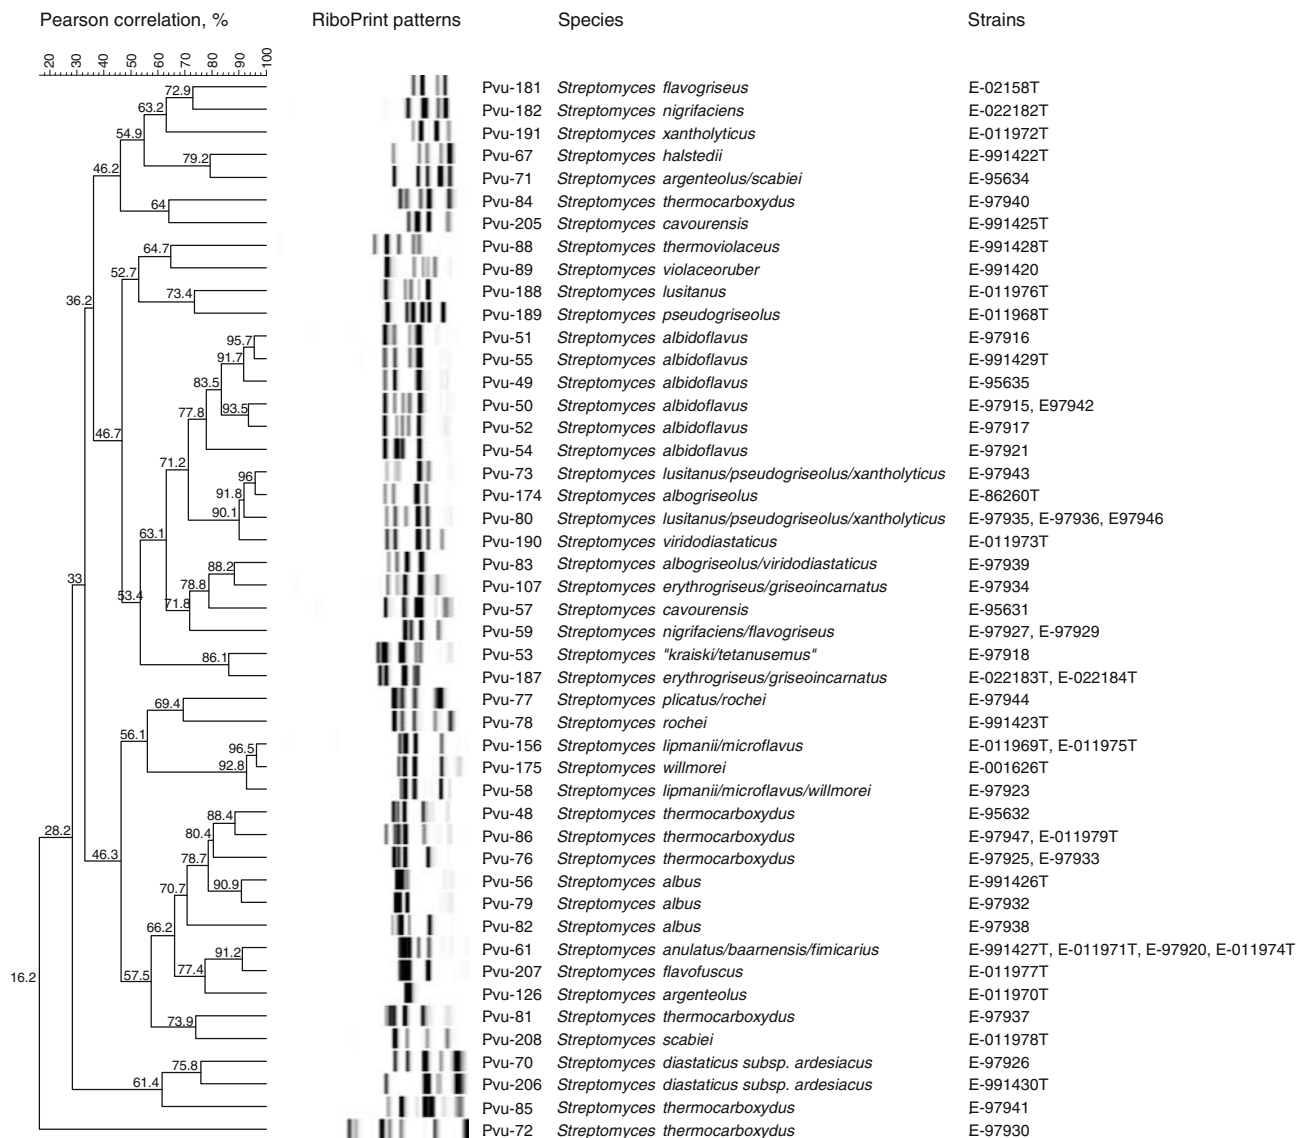 Pearson correlation, % RiboPrint patterns Species Strains
20 30 40 50 60 70 80 90 100
Pvu-181 Streptomyces flavogriseus E-02158T
72.9
Pvu-182 Streptomyces nigrifaciens E-022182T
63.2
Pvu-191 Streptomyces xantholyticus E-011972T
54.9
Pvu-67 Streptomyces halstedii E-991422T
79.2
46.2
Pvu-71 Streptomyces argenteolus/scabiei E-95634
Pvu-84 Streptomyces thermocarboxydus E-97940
64
Pvu-205 Streptomyces cavourensis E-991425T
Pvu-88 Streptomyces thermoviolaceus E-991428T
64.7
Pvu-89 Streptomyces violaceoruber E-991420
52.7
Pvu-188 Streptomyces lusitanus E-011976T
36.2 73.4
Pvu-189 Streptomyces pseudogriseolus E-011968T
Pvu-51 Streptomyces albidoflavus E-97916
95.7
Pvu-55 Streptomyces albidoflavus E-991429T
91.7
Pvu-49 Streptomyces albidoflavus E-95635
83.5
Pvu-50 Streptomyces albidoflavus E-97915, E97942
77.8 93.5
Pvu-52 Streptomyces albidoflavus E-97917
46.7
Pvu-54 Streptomyces albidoflavus E-97921
71.2
Pvu-73 Streptomyces lusitanus/pseudogriseolus/xantholyticus E-97943
96
Pvu-174 Streptomyces albogriseolus E-86260T
91.8
Pvu-80 Streptomyces lusitanus/pseudogriseolus/xantholyticus E-97935, E-97936, E97946
90.1
63.1
Pvu-190 Streptomyces viridodiastaticus E-011973T
Pvu-83 Streptomyces albogriseolus/viridodiastaticus E-97939
88.2
33
Pvu-107 Streptomyces erythrogriseus/griseoincarnatus E-97934
78.8
53.4 71.8
Pvu-57 Streptomyces cavourensis E-95631
Pvu-59 Streptomyces nigrifaciens/flavogriseus E-97927, E-97929
Pvu-53 Streptomyces "kraiski/tetanusemus" E-97918
86.1
Pvu-187 Streptomyces erythrogriseus/griseoincarnatus E-022183T, E-022184T
Pvu-77 Streptomyces plicatus/rochei E-97944
69.4
Pvu-78 Streptomyces rochei E-991423T
56.1
Pvu-156 Streptomyces lipmanii/microflavus E-011969T, E-011975T
96.5
Pvu-175 Streptomyces willmorei E-001626T
92.8
Pvu-58 Streptomyces lipmanii/microflavus/willmorei E-97923
Pvu-48 Streptomyces thermocarboxydus E-95632
88.4
28.2
Pvu-86 Streptomyces thermocarboxydus E-97947, E-011979T
80.4
46.3
Pvu-76 Streptomyces thermocarboxydus E-97925, E-97933
78.7
Pvu-56 Streptomyces albus E-991426T
70.7 90.9
Pvu-79 Streptomyces albus E-97932
Pvu-82 Streptomyces albus E-97938
66.2
Pvu-61 Streptomyces anulatus/baarnensis/fimicarius E-991427T, E-011971T, E-97920, E-011974T
91.2
Pvu-207 Streptomyces flavofuscus E-011977T
16.2 57.5 77.4
Pvu-126 Streptomyces argenteolus E-011970T
Pvu-81 Streptomyces thermocarboxydus E-97937
73.9
Pvu-208 Streptomyces scabiei E-011978T
Pvu-70 Streptomyces diastaticus subsp. ardesiacus E-97926
75.8
Pvu-206 Streptomyces diastaticus subsp. ardesiacus E-991430T
61.4
Pvu-85 Streptomyces thermocarboxydus E-97941
Pvu-72 Streptomyces thermocarboxydus E-97930